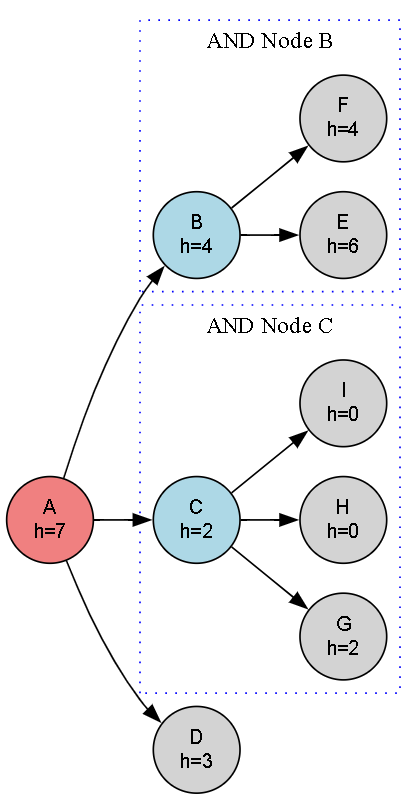 AND Node B
F
h=4
B
h=4
E
h=6
AND Node C
I
h=0
A
h=7
C
h=2
H
h=0
G
h=2
D
h=3